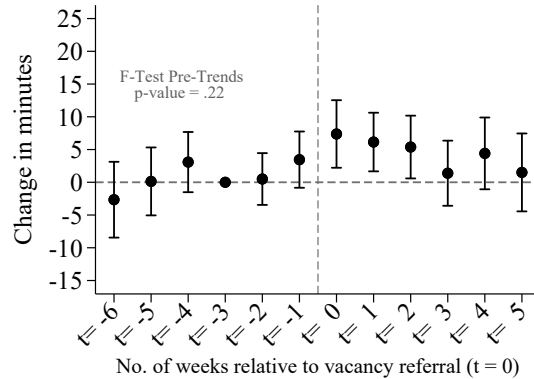 25
20
15
10
5
0
-5
-10
-15
Change in minutes
F-Test Pre-Trends
p-value = .22
t= -6
t= -5
t= -4
t= -3
t= -2
t= -1
t= 0
t= 1
t= 2
t= 3
t= 4
t= 5
No. of weeks relative to vacancy referral (t = 0)